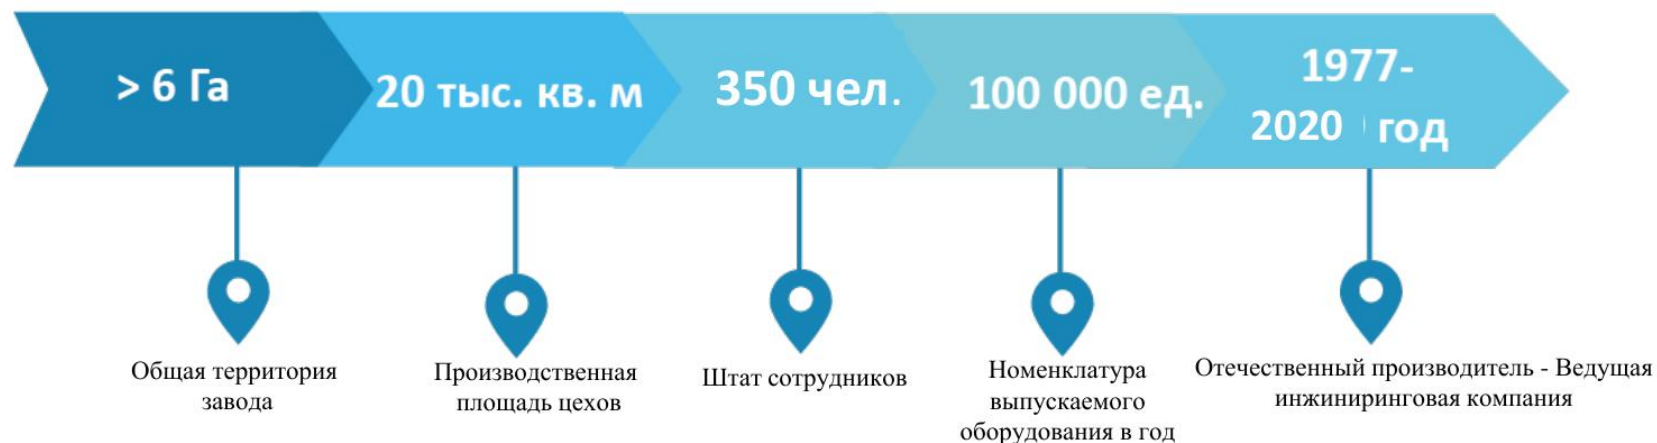 > 6 Га
20 тыс. кв. м
350 чел.
100 000 ед.
1977-
2020 год
Общая территория
завода
Производственная
площадь цехов
Штат сотрудников
Номенклатура
выпускаемого
оборудования в год
Отечественный производитель - Ведущая
инжиниринговая компания